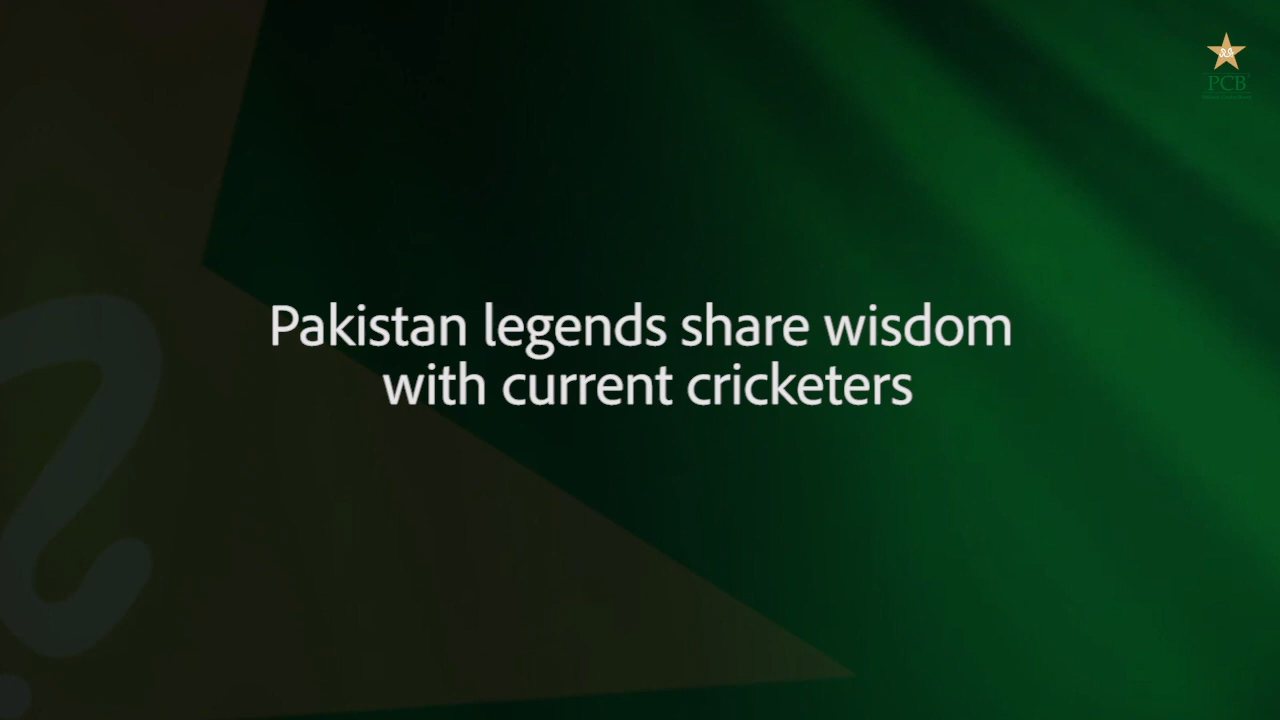 PCB
Pakistan legends share wisdom
with current cricketers